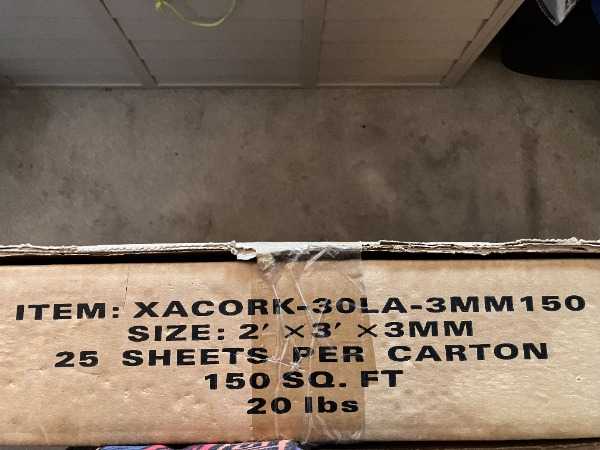 ITEM: XACORK-30LA-3MM150
SIZE: 2′ × 3′ × 3MM
25 SHEETS PER CARTON
150 SQ. FT
20 lbs